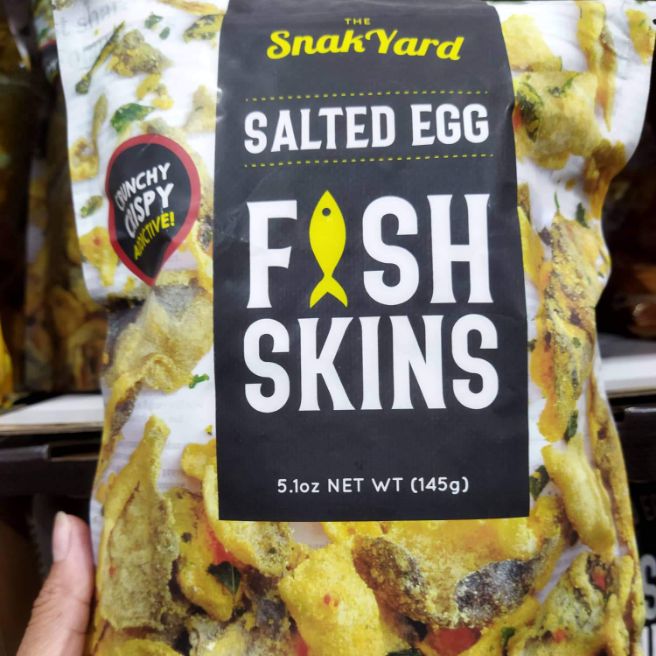 THE
SnakYard
SALTED EGG
CRUNCHY
CRISPY
ADDICTIVE!
FISH
SKINS
5.1oz NET WT (145g)